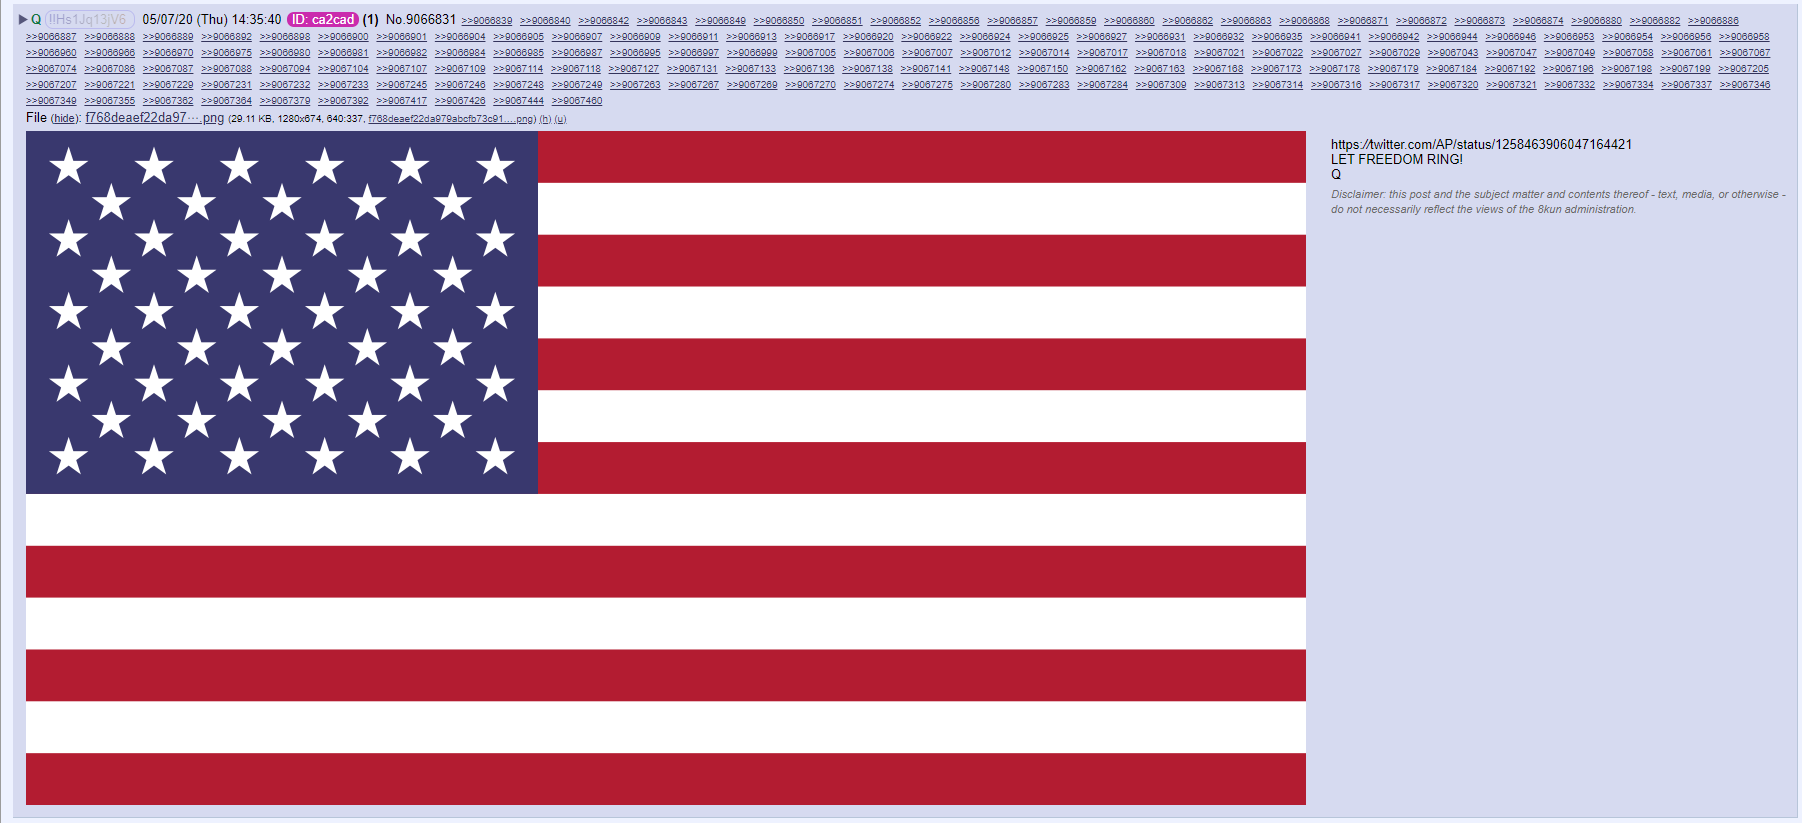 ▶ Q !!Hs1Jq13jV6 05/07/20 (Thu) 14:35:40 ID: ca2cad (1) No.9066831 >>9066839 >>9066840 >>9066842 >>9066843 >>9066849 >>9066850 >>9066851 >>9066852 >>9066856 >>9066857 >>9066859 >>9066860 >>9066862 >>9066863 >>9066868 >>9066871 >>9066872 >>9066873 >>9066874 >>9066880 >>9066882 >>9066886
>>9066887 >>9066888 >>9066889 >>9066892 >>9066898 >>9066900 >>9066901 >>9066904 >>9066905 >>9066907 >>9066909 >>9066911 >>9066913 >>9066917 >>9066920 >>9066922 >>9066924 >>9066925 >>9066927 >>9066931 >>9066932 >>9066935 >>9066941 >>9066942 >>9066944 >>9066946 >>9066953 >>9066954 >>9066956 >>9066958
>>9066960 >>9066966 >>9066970 >>9066975 >>9066980 >>9066981 >>9066982 >>9066984 >>9066985 >>9066987 >>9066995 >>9066997 >>9066999 >>9067005 >>9067006 >>9067007 >>9067012 >>9067014 >>9067017 >>9067018 >>9067021 >>9067022 >>9067027 >>9067029 >>9067043 >>9067047 >>9067049 >>9067058 >>9067061 >>9067067
>>9067074 >>9067086 >>9067087 >>9067088 >>9067094 >>9067104 >>9067107 >>9067109 >>9067114 >>9067118 >>9067127 >>9067131 >>9067133 >>9067136 >>9067138 >>9067141 >>9067148 >>9067150 >>9067162 >>9067163 >>9067168 >>9067173 >>9067178 >>9067179 >>9067184 >>9067192 >>9067196 >>9067198 >>9067199 >>9067205
>>9067207 >>9067221 >>9067229 >>9067231 >>9067232 >>9067233 >>9067245 >>9067246 >>9067248 >>9067249 >>9067263 >>9067267 >>9067269 >>9067270 >>9067274 >>9067275 >>9067280 >>9067283 >>9067284 >>9067309 >>9067313 >>9067314 >>9067316 >>9067317 >>9067320 >>9067321 >>9067332 >>9067334 >>9067337 >>9067346
>>9067349 >>9067355 >>9067362 >>9067364 >>9067379 >>9067392 >>9067417 >>9067426 >>9067444 >>9067460
File (hide): f768deaef22da97⋯.png (29.11 KB, 1280x674, 640:337, f768deaef22da979abcfb73c91….png) (h) (u)
https://twitter.com/AP/status/1258463906047164421
LET FREEDOM RING!
Q
Disclaimer: this post and the subject matter and contents thereof - text, media, or otherwise -
do not necessarily reflect the views of the 8kun administration.